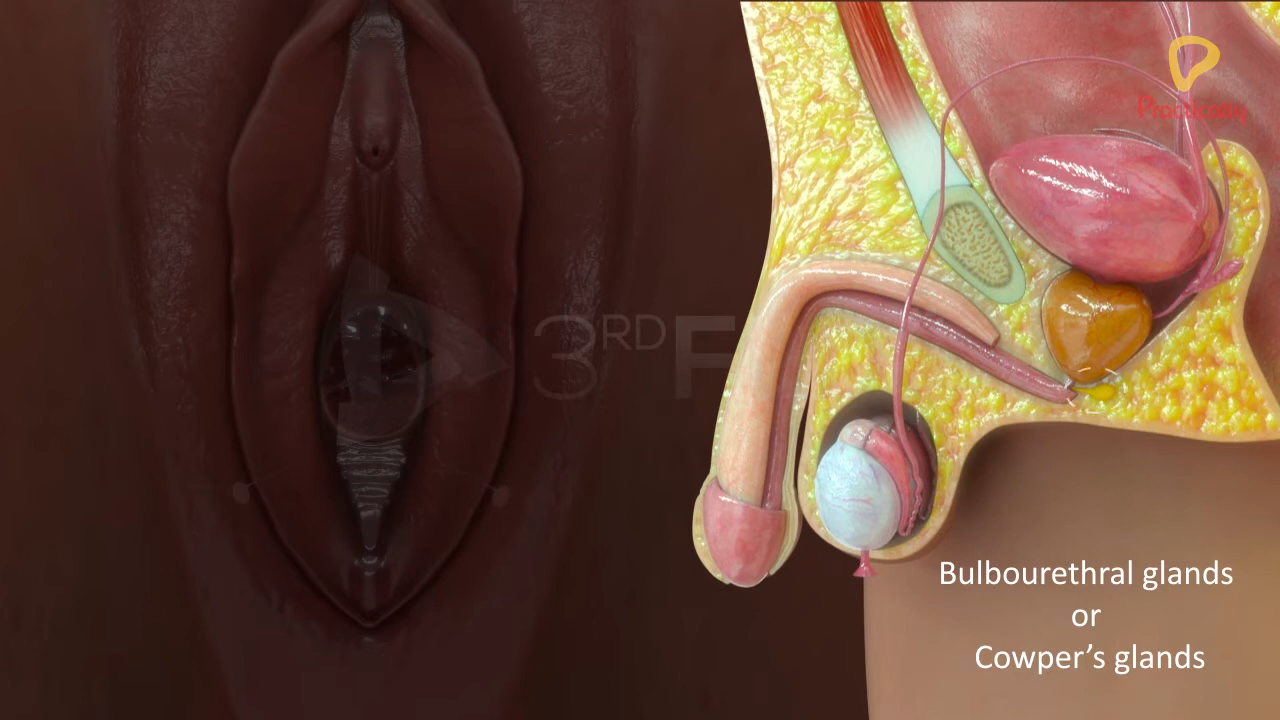 Practically
3RD F
Bulbourethral glands
or
Cowper's glands